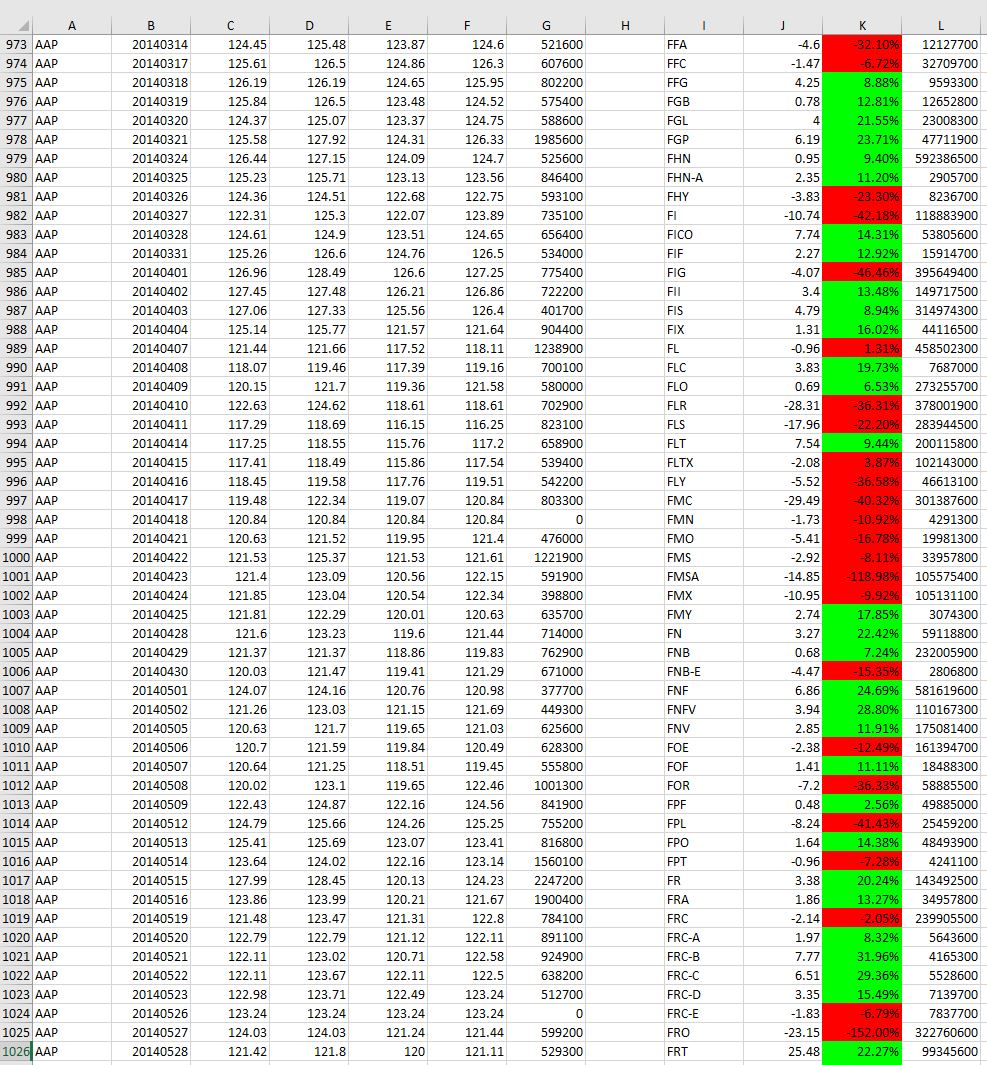 A B C D E F G H I J K L
973 AAP 20140314 124.45 125.48 123.87 124.6 521600 FFA -4.6 -32.10% 12127700
974 AAP 20140317 125.61 126.5 124.86 126.3 607600 FFC -1.47 -6.72% 32709700
975 AAP 20140318 126.19 126.19 124.65 125.95 802200 FFG 4.25 8.88% 9593300
976 AAP 20140319 125.84 126.5 123.48 124.52 575400 FGB 0.78 12.81% 12652800
977 AAP 20140320 124.37 125.07 123.37 124.75 588600 FGL 4 21.55% 23008300
978 AAP 20140321 125.58 127.92 124.31 126.33 1985600 FGP 6.19 23.71% 47711900
979 AAP 20140324 126.44 127.15 124.09 124.7 525600 FHN 0.95 9.40% 592386500
980 AAP 20140325 125.23 125.71 123.13 123.56 846400 FHN-A 2.35 11.20% 2905700
981 AAP 20140326 124.36 124.51 122.68 122.75 593100 FHY -3.83 -23.30% 8236700
982 AAP 20140327 122.31 125.3 122.07 123.89 735100 FI -10.74 -42.18% 118883900
983 AAP 20140328 124.61 124.9 123.51 124.65 656400 FICO 7.74 14.31% 53805600
984 AAP 20140331 125.26 126.6 124.76 126.5 534000 FIF 2.27 12.92% 15914700
985 AAP 20140401 126.96 128.49 126.6 127.25 775400 FIG -4.07 -46.46% 395649400
986 AAP 20140402 127.45 127.48 126.21 126.86 722200 FII 3.4 13.48% 149717500
987 AAP 20140403 127.06 127.33 125.56 126.4 401700 FIS 4.79 8.94% 314974300
988 AAP 20140404 125.14 125.77 121.57 121.64 904400 FIX 1.31 16.02% 44116500
989 AAP 20140407 121.44 121.66 117.52 118.11 1238900 FL -0.96 1.31% 458502300
990 AAP 20140408 118.07 119.46 117.39 119.16 700100 FLC 3.83 19.73% 7687000
991 AAP 20140409 120.15 121.7 119.36 121.58 580000 FLO 0.69 6.53% 273255700
992 AAP 20140410 122.63 124.62 118.61 118.61 702900 FLR -28.31 -36.31% 378001900
993 AAP 20140411 117.29 118.69 116.15 116.25 823100 FLS -17.96 -22.20% 283944500
994 AAP 20140414 117.25 118.55 115.76 117.2 658900 FLT 7.54 9.44% 200115800
995 AAP 20140415 117.41 118.49 115.86 117.54 539400 FLTX -2.08 3.87% 102143000
996 AAP 20140416 118.45 119.58 117.76 119.51 542200 FLY -5.52 -36.58% 46613100
997 AAP 20140417 119.48 122.34 119.07 120.84 803300 FMC -29.49 -40.32% 301387600
998 AAP 20140418 120.84 120.84 120.84 120.84 0 FMN -1.73 -10.92% 4291300
999 AAP 20140421 120.63 121.52 119.95 121.4 476000 FMO -5.41 -16.78% 19981300
1000 AAP 20140422 121.53 125.37 121.53 121.61 1221900 FMS -2.92 -8.11% 33957800
1001 AAP 20140423 121.4 123.09 120.56 122.15 591900 FMSA -14.85 -118.98% 105575400
1002 AAP 20140424 121.85 123.04 120.54 122.34 398800 FMX -10.95 -9.92% 105131100
1003 AAP 20140425 121.81 122.29 120.01 120.63 635700 FMY 2.74 17.85% 3074300
1004 AAP 20140428 121.6 123.23 119.6 121.44 714000 FN 3.27 22.42% 59118800
1005 AAP 20140429 121.37 121.37 118.86 119.83 762900 FNB 0.68 7.24% 232005900
1006 AAP 20140430 120.03 121.47 119.41 121.29 671000 FNB-E -4.47 -15.35% 2806800
1007 AAP 20140501 124.07 124.16 120.76 120.98 377700 FNF 6.86 24.69% 581619600
1008 AAP 20140502 121.26 123.03 121.15 121.69 449300 FNFV 3.94 28.80% 110167300
1009 AAP 20140505 120.63 121.7 119.65 121.03 625600 FNV 2.85 11.91% 175081400
1010 AAP 20140506 120.7 121.59 119.84 120.49 628300 FOE -2.38 -12.49% 161394700
1011 AAP 20140507 120.64 121.25 118.51 119.45 555800 FOF 1.41 11.11% 18488300
1012 AAP 20140508 120.02 123.1 119.65 122.46 1001300 FOR -7.2 -36.33% 58885500
1013 AAP 20140509 122.43 124.87 122.16 124.56 841900 FPF 0.48 2.56% 49885000
1014 AAP 20140512 124.79 125.66 124.26 125.25 755200 FPL -8.24 -41.43% 25459200
1015 AAP 20140513 125.41 125.69 123.07 123.41 816800 FPO 1.64 14.38% 48493900
1016 AAP 20140514 123.64 124.02 122.16 123.14 1560100 FPT -0.96 -7.28% 4241100
1017 AAP 20140515 127.99 128.45 120.13 124.23 2247200 FR 3.38 20.24% 143492500
1018 AAP 20140516 123.86 123.99 120.21 121.67 1900400 FRA 1.86 13.27% 34957800
1019 AAP 20140519 121.48 123.47 121.31 122.8 784100 FRC -2.14 -2.05% 239905500
1020 AAP 20140520 122.79 122.79 121.12 122.11 891100 FRC-A 1.97 8.32% 5643600
1021 AAP 20140521 122.11 123.02 120.71 122.58 924900 FRC-B 7.77 31.96% 4165300
1022 AAP 20140522 122.11 123.67 122.11 122.5 638200 FRC-C 6.51 29.36% 5528600
1023 AAP 20140523 122.98 123.71 122.49 123.24 512700 FRC-D 3.35 15.49% 7139700
1024 AAP 20140526 123.24 123.24 123.24 123.24 0 FRC-E -1.83 -6.79% 7837700
1025 AAP 20140527 124.03 124.03 121.24 121.44 599200 FRO -23.15 -152.00% 322760600
1026 AAP 20140528 121.42 121.8 120 121.11 529300 FRT 25.48 22.27% 99345600